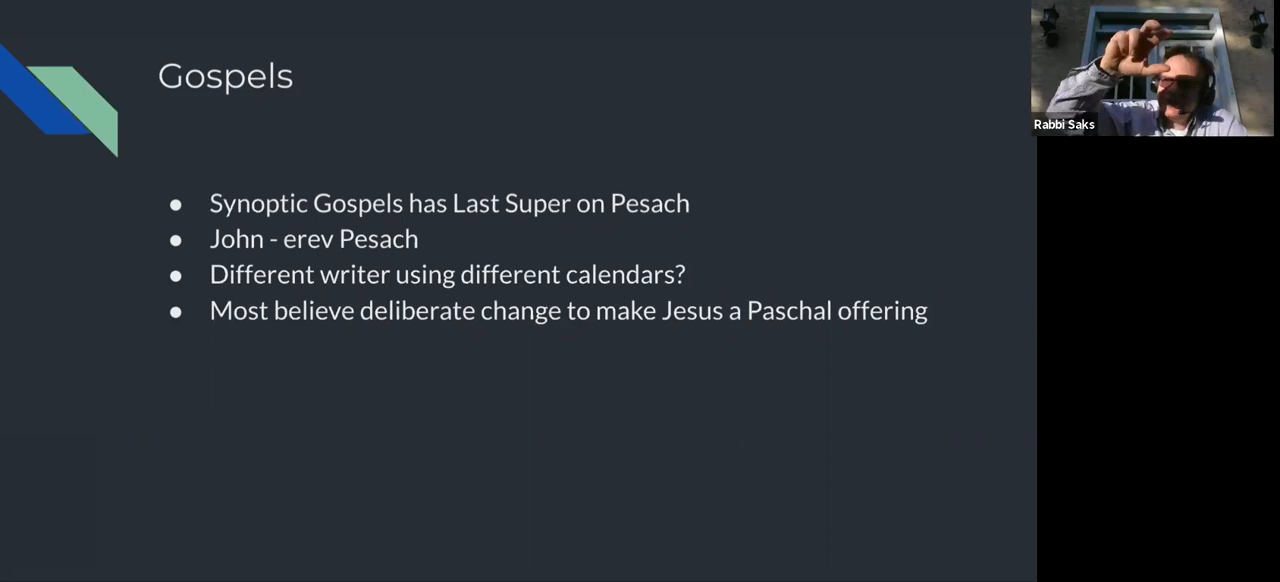 Gospels
Synoptic Gospels has Last Super on Pesach
John - erev Pesach
Different writer using different calendars?
Most believe deliberate change to make Jesus a Paschal offering
Rabbi Saks